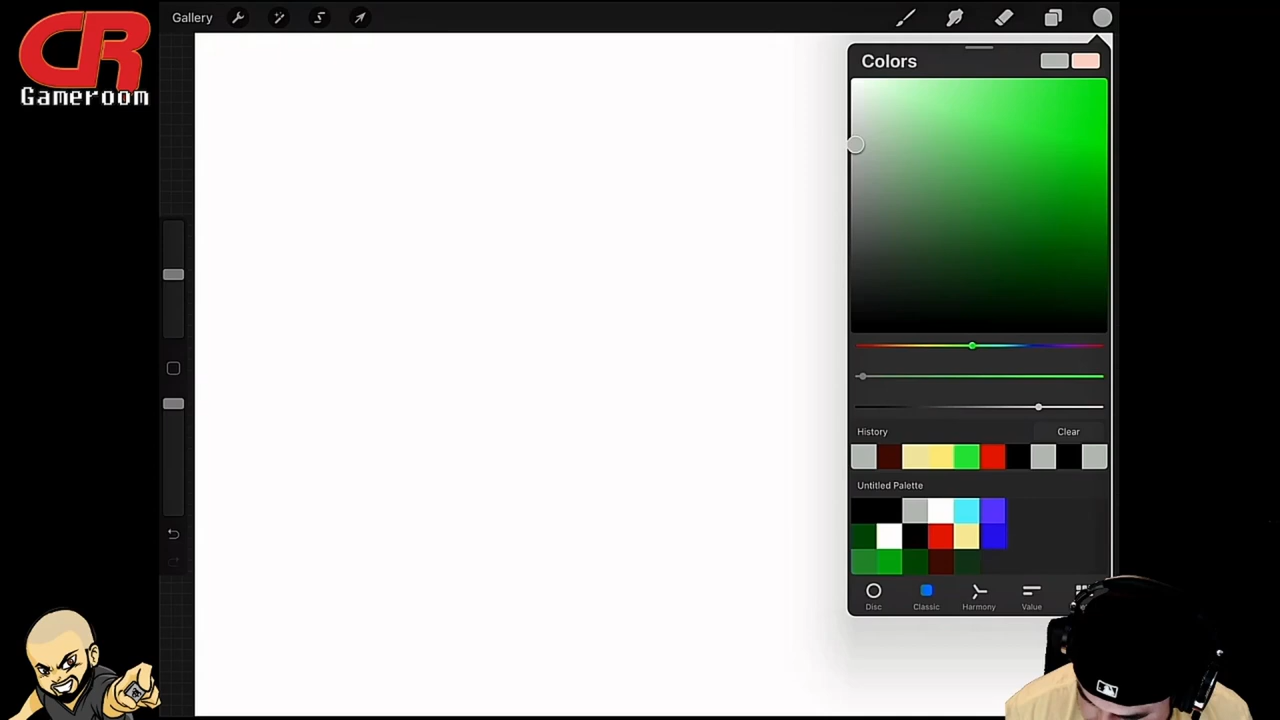 Gallery
CR
Gameroom
Colors
History
Clear
Untitled Palette
Disc
Classic
Harmony
Value